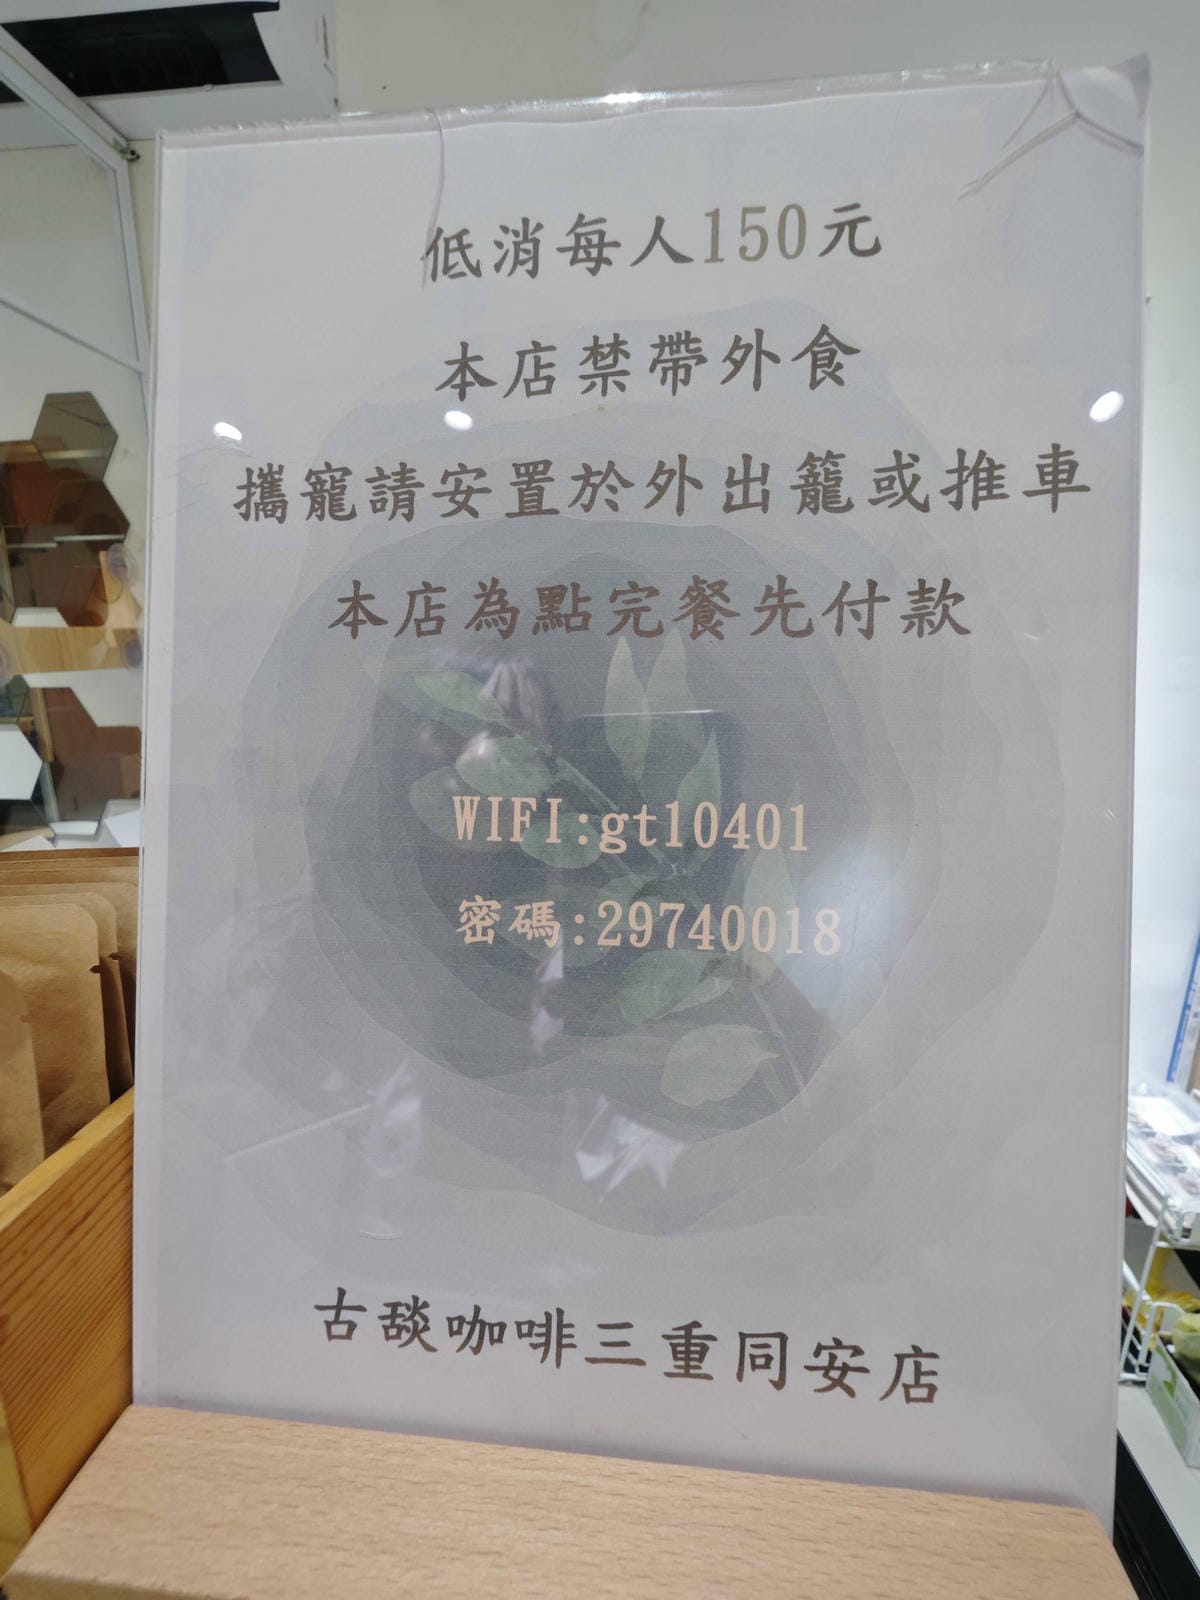 低消每人150元
本店禁帶外食
攜寵請安置於外出籠或推車
本店為點完餐先付款
WIFI:gt10401
密碼:29740018
古舕咖啡三重同安店